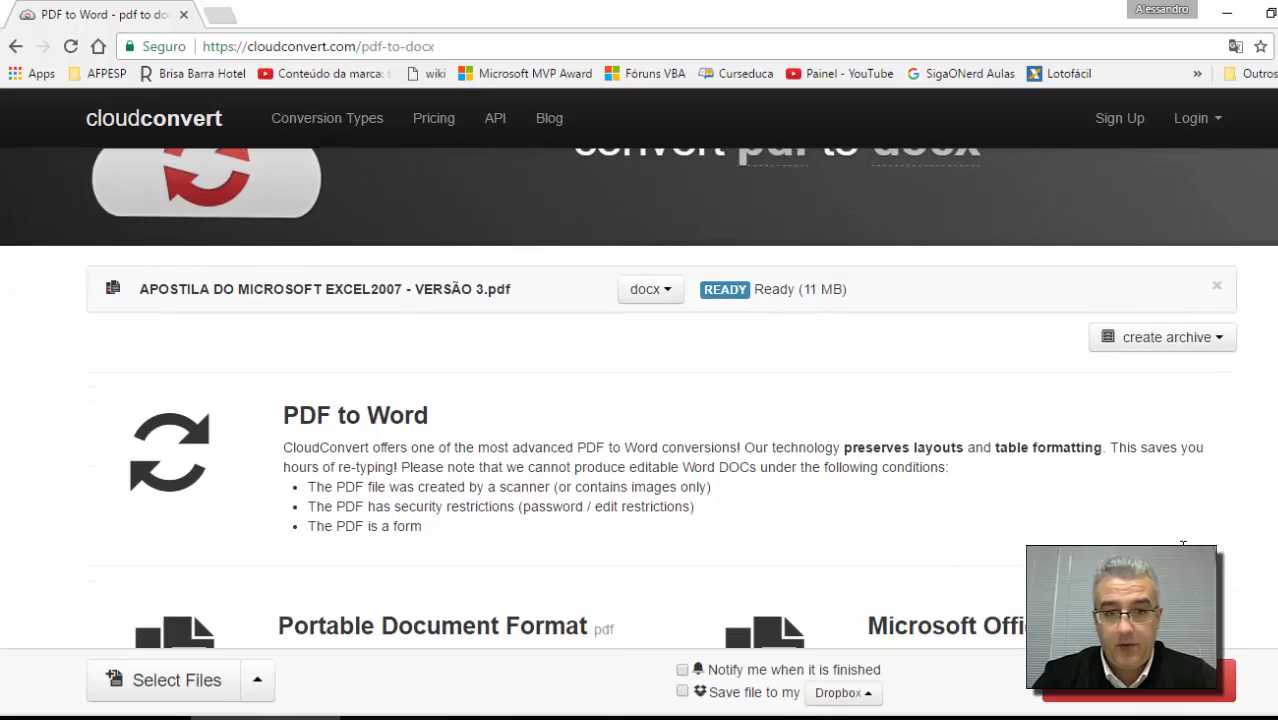 Alessandro
PDF to Word - pdf to do
Seguro https://cloudconvert.com/pdf-to-docx
Apps AFPESP Brisa Barra Hotel Conteúdo da marca: wiki Microsoft MVP Award Fóruns VBA Curseduca Painel - YouTube SigaONerd Aulas Lotofácil » Outros
cloudconvert Conversion Types Pricing API Blog Sign Up Login
convert pdf to docx
APOSTILA DO MICROSOFT EXCEL2007 - VERSÃO 3.pdf docx READY Ready (11 MB) ×
create archive
PDF to Word
CloudConvert offers one of the most advanced PDF to Word conversions! Our technology preserves layouts and table formatting. This saves you
hours of re-typing! Please note that we cannot produce editable Word DOCs under the following conditions:
• The PDF file was created by a scanner (or contains images only)
• The PDF has security restrictions (password / edit restrictions)
• The PDF is a form
Portable Document Format pdf Microsoft Offi
Select Files
Notify me when it is finished
Save file to my Dropbox